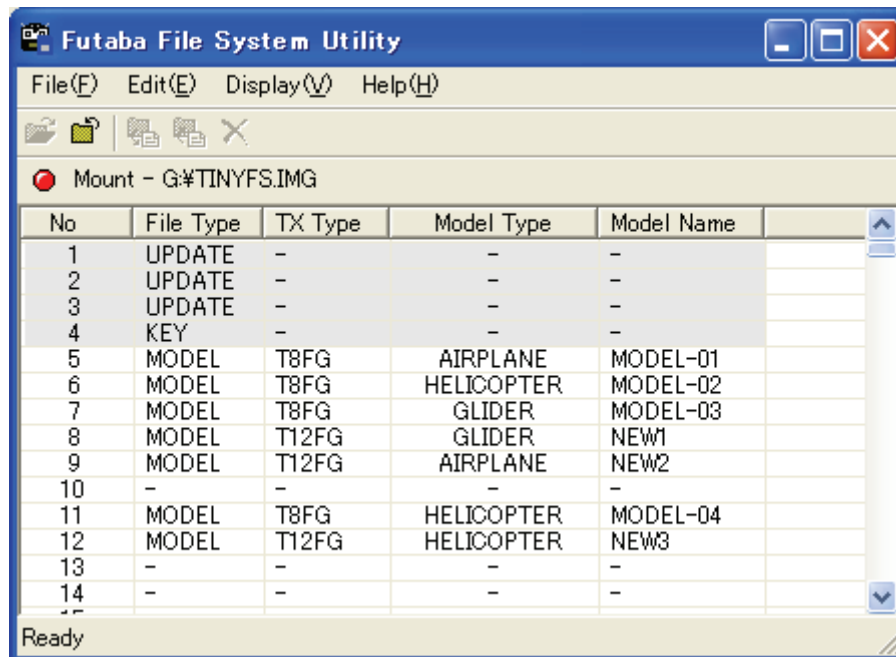 Futaba File System Utility
File(F) Edit(E) Display(V) Help(H)
Mount - G:¥TINYFS.IMG
No File Type TX Type Model Type Model Name
1 UPDATE - - -
2 UPDATE - - -
3 UPDATE - - -
4 KEY - - -
5 MODEL T8FG AIRPLANE MODEL-01
6 MODEL T8FG HELICOPTER MODEL-02
7 MODEL T8FG GLIDER MODEL-03
8 MODEL T12FG GLIDER NEW1
9 MODEL T12FG AIRPLANE NEW2
10 - - - -
11 MODEL T8FG HELICOPTER MODEL-04
12 MODEL T12FG HELICOPTER NEW3
13 - - - -
14 - - - -
Ready